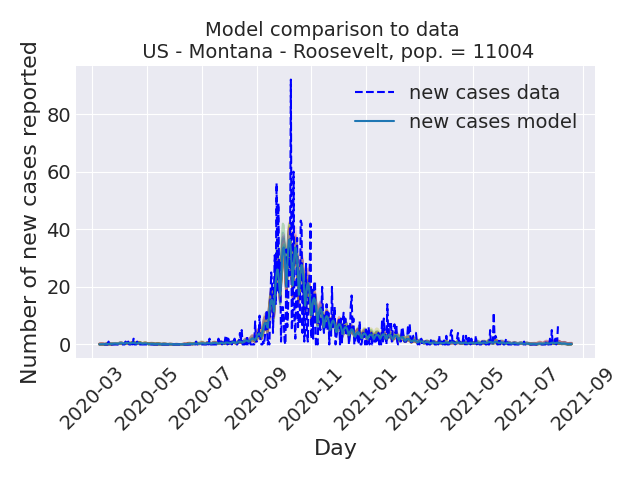 Model comparison to data
US - Montana - Roosevelt, pop. = 11004
Number of new cases reported
80
60
40
20
0
new cases data
new cases model
2020-03
2020-05
2020-07
2020-09
2020-11
2021-01
2021-03
2021-05
2021-07
2021-09
Day